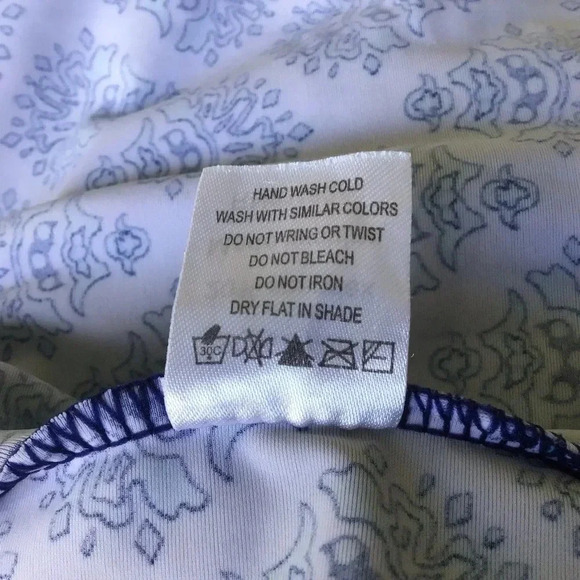 HAND WASH COLD
WASH WITH SIMILAR COLORS
DO NOT WRING OR TWIST
DO NOT BLEACH
DO NOT IRON
DRY FLAT IN SHADE
30C